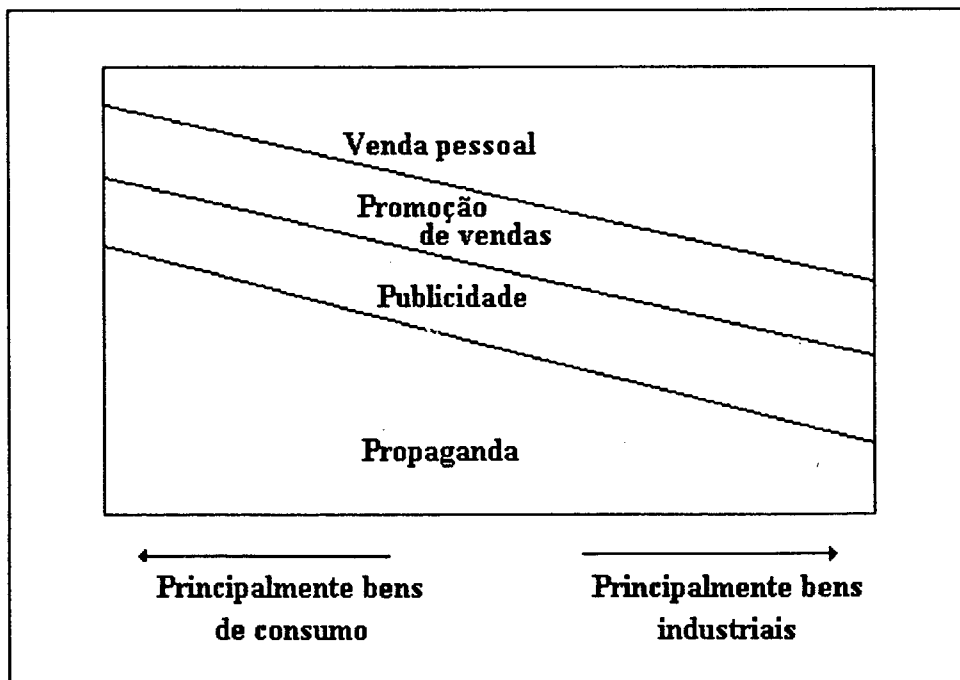 Venda pessoal
Promoção
de vendas
Publicidade
Propaganda
Principalmente bens
de consumo
Principalmente bens
industriais